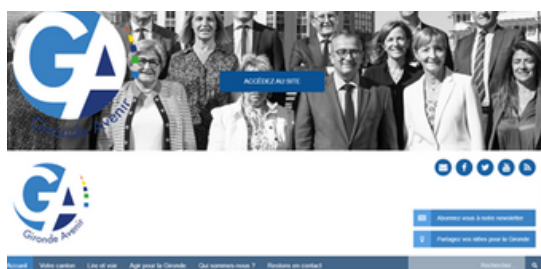 GA
Gironde Avenir
ACCÉDEZ AU SITE
GA
Gironde Avenir
Abonnez vous à notre newsletter
Partagez vos idées pour la Gironde
Accueil Votre canton Lire et voir Agir pour la Gironde Qui sommes-nous ? Restons en contact Rechercher